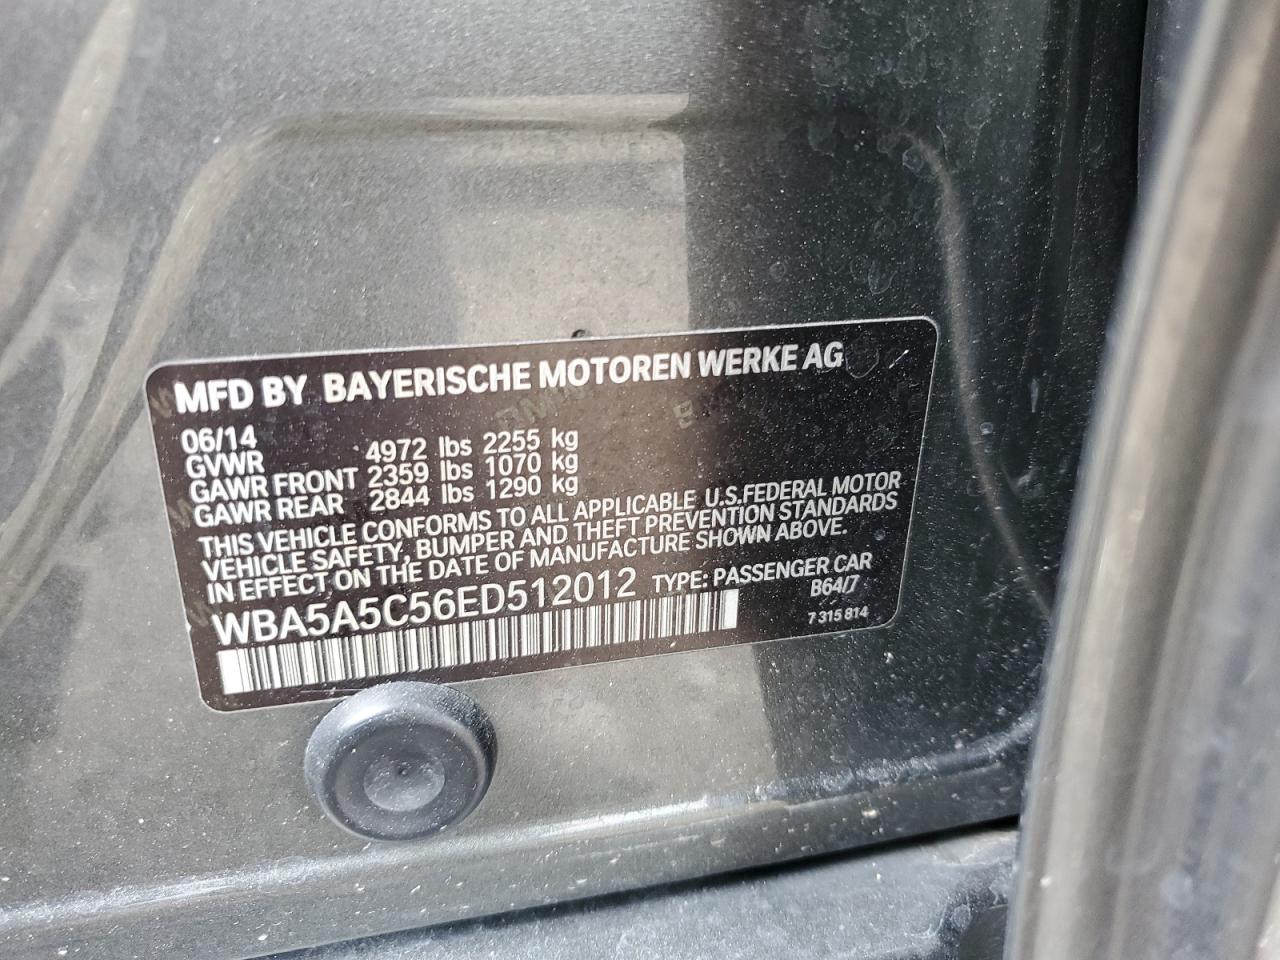 MFD BY BAYERISCHE MOTOREN WERKE AG
06/14
GVWR 4972 lbs 2255 kg
GAWR FRONT 2359 lbs 1070 kg
GAWR REAR 2844 lbs 1290 kg
THIS VEHICLE CONFORMS TO ALL APPLICABLE U.S.FEDERAL MOTOR
VEHICLE SAFETY, BUMPER AND THEFT PREVENTION STANDARDS
IN EFFECT ON THE DATE OF MANUFACTURE SHOWN ABOVE.
WBA5A5C56ED512012 TYPE: PASSENGER CAR
B64/7
7 315 814